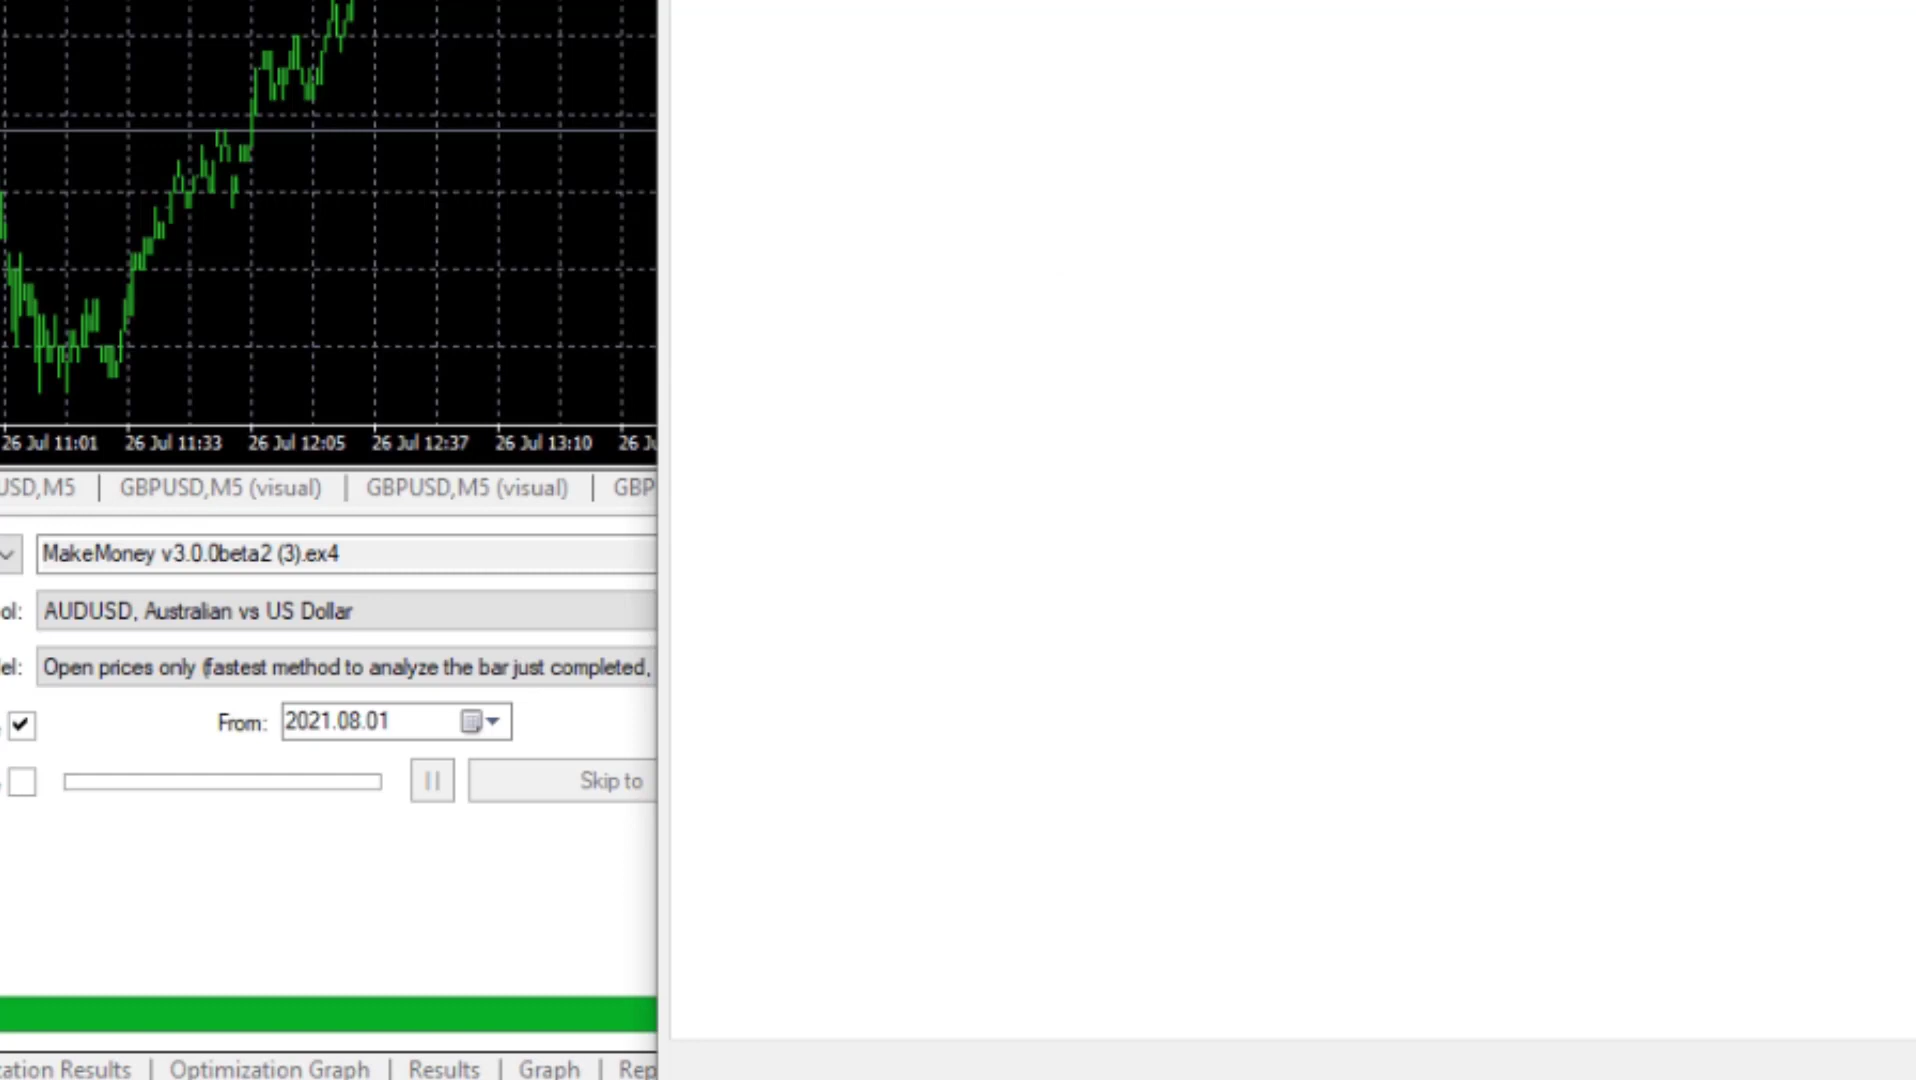 26 Jul 11:01 26 Jul 11:33 26 Jul 12:05 26 Jul 12:37 26 Jul 13:10 26 Ju
USD,M5 | GBPUSD,M5 (visual) | GBPUSD,M5 (visual) | GBP
MakeMoney v3.0.0beta2 (3).ex4
ol: AUDUSD, Australian vs US Dollar
el: Open prices only (fastest method to analyze the bar just completed,
From: 2021.08.01
Skip to
ation Results | Optimization Graph | Results | Graph | Rep